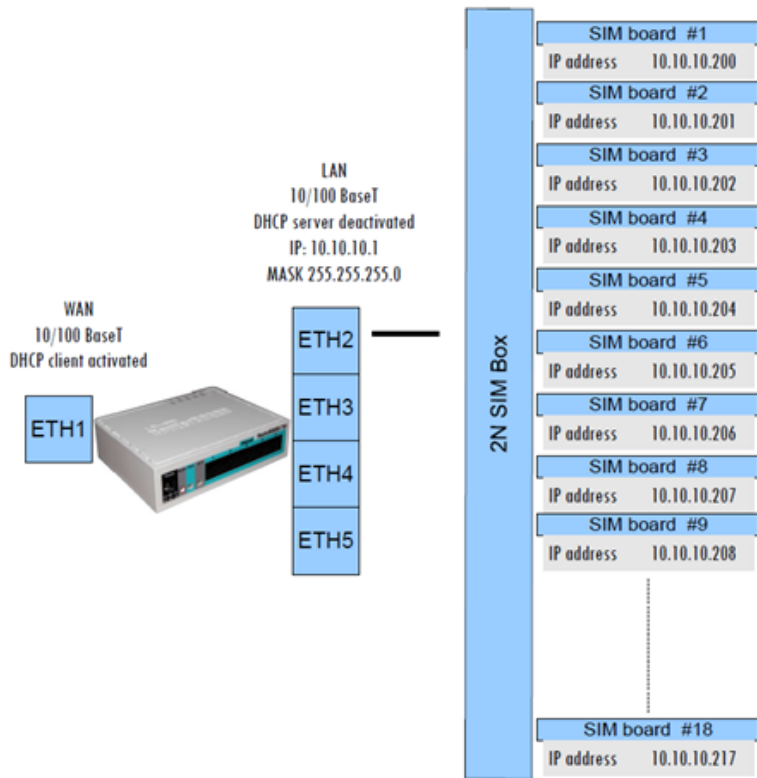 WAN
10/100 BaseT
DHCP client activated
ETH1
LAN
10/100 BaseT
DHCP server deactivated
IP: 10.10.10.1
MASK 255.255.255.0
ETH2
ETH3
ETH4
ETH5
2N SIM Box
SIM board #1
IP address 10.10.10.200
SIM board #2
IP address 10.10.10.201
SIM board #3
IP address 10.10.10.202
SIM board #4
IP address 10.10.10.203
SIM board #5
IP address 10.10.10.204
SIM board #6
IP address 10.10.10.205
SIM board #7
IP address 10.10.10.206
SIM board #8
IP address 10.10.10.207
SIM board #9
IP address 10.10.10.208
SIM board #18
IP address 10.10.10.217